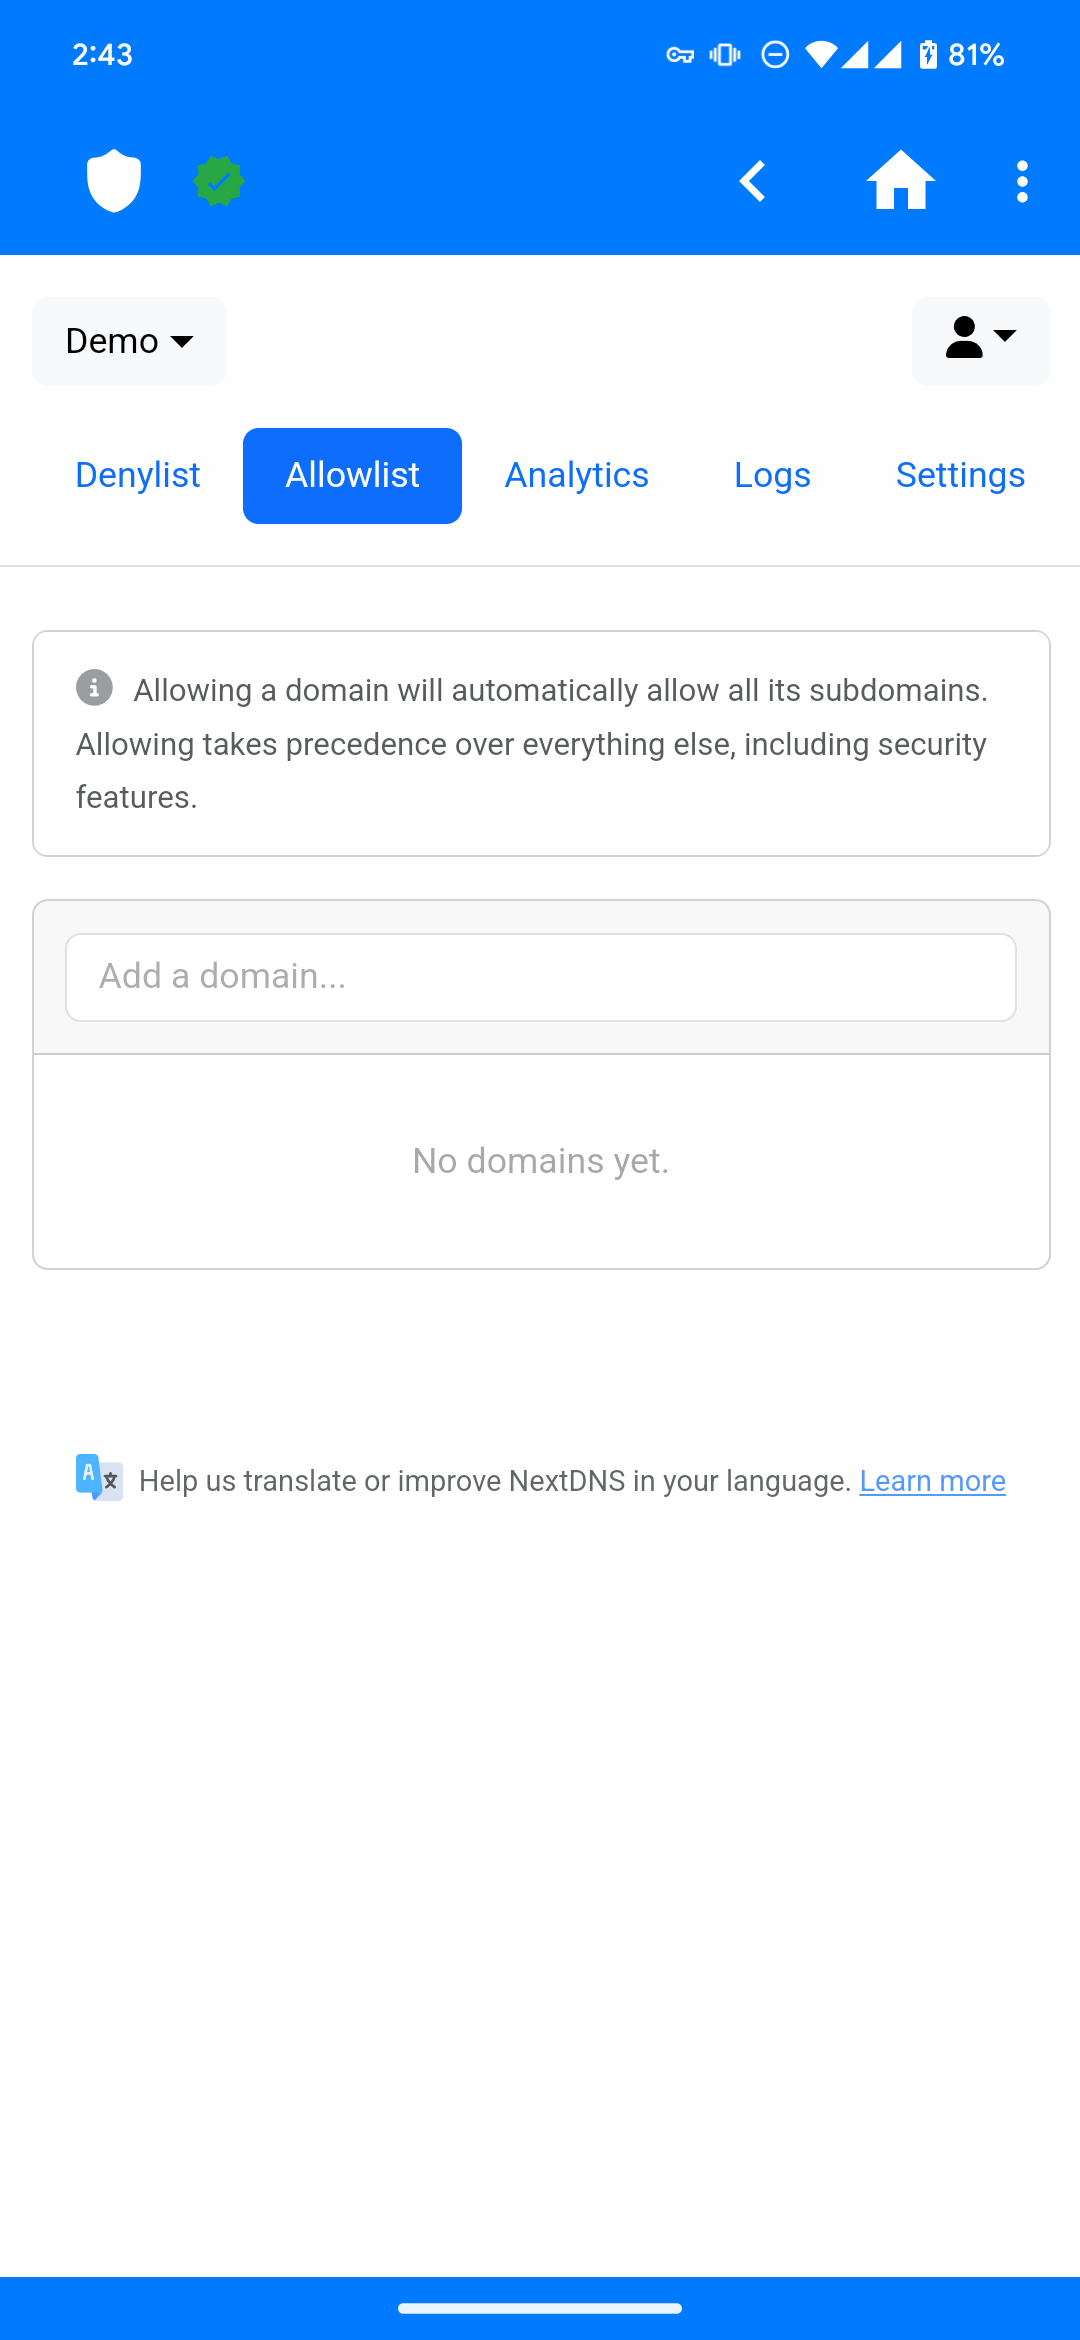 2:43
81%
Demo
Denylist Allowlist Analytics Logs Settings
Allowing a domain will automatically allow all its subdomains.
Allowing takes precedence over everything else, including security
features.
Add a domain...
No domains yet.
Help us translate or improve NextDNS in your language. Learn more